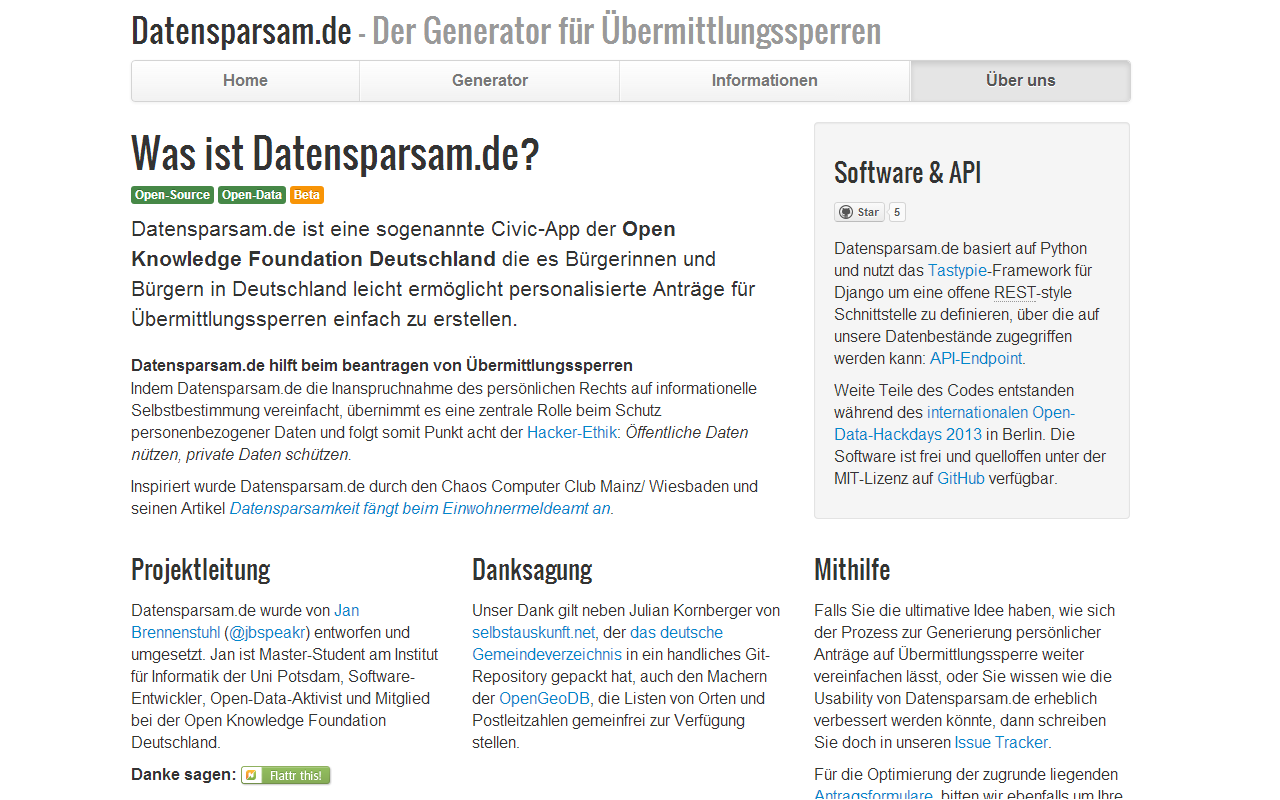 Datensparsam.de - Der Generator für Übermittlungssperren
Home
Generator
Informationen
Über uns
Was ist Datensparsam.de?
Open-Source Open-Data Beta
Datensparsam.de ist eine sogenannte Civic-App der Open
Knowledge Foundation Deutschland die es Bürgerinnen und
Bürgern in Deutschland leicht ermöglicht personalisierte Anträge für
Übermittlungssperren einfach zu erstellen.
Datensparsam.de hilft beim beantragen von Übermittlungssperren
Indem Datensparsam.de die Inanspruchnahme des persönlichen Rechts auf informationelle
Selbstbestimmung vereinfacht, übernimmt es eine zentrale Rolle beim Schutz
personenbezogener Daten und folgt somit Punkt acht der Hacker-Ethik: Öffentliche Daten
nützen, private Daten schützen.
Inspiriert wurde Datensparsam.de durch den Chaos Computer Club Mainz/ Wiesbaden und
seinen Artikel Datensparsamkeit fängt beim Einwohnermeldeamt an.
Software & API
Star 5
Datensparsam.de basiert auf Python
und nutzt das Tastypie-Framework für
Django um eine offene REST-style
Schnittstelle zu definieren, über die auf
unsere Datenbestände zugegriffen
werden kann: API-Endpoint.
Weite Teile des Codes entstanden
während des internationalen Open-
Data-Hackdays 2013 in Berlin. Die
Software ist frei und quelloffen unter der
MIT-Lizenz auf GitHub verfügbar.
Projektleitung
Datensparsam.de wurde von Jan
Brennenstuhl (@jbspeakr) entworfen und
umgesetzt. Jan ist Master-Student am Institut
für Informatik der Uni Potsdam, Software-
Entwickler, Open-Data-Aktivist und Mitglied
bei der Open Knowledge Foundation
Deutschland.
Danke sagen: Flattr this!
Danksagung
Unser Dank gilt neben Julian Kornberger von
selbstauskunft.net, der das deutsche
Gemeindeverzeichnis in ein handliches Git-
Repository gepackt hat, auch den Machern
der OpenGeoDB, die Listen von Orten und
Postleitzahlen gemeinfrei zur Verfügung
stellen.
Mithilfe
Falls Sie die ultimative Idee haben, wie sich
der Prozess zur Generierung persönlicher
Anträge auf Übermittlungssperre weiter
vereinfachen lässt, oder Sie wissen wie die
Usability von Datensparsam.de erheblich
verbessert werden könnte, dann schreiben
Sie doch in unseren Issue Tracker.
Für die Optimierung der zugrunde liegenden
Antragsformulare, bitten wir ebenfalls um Ihre